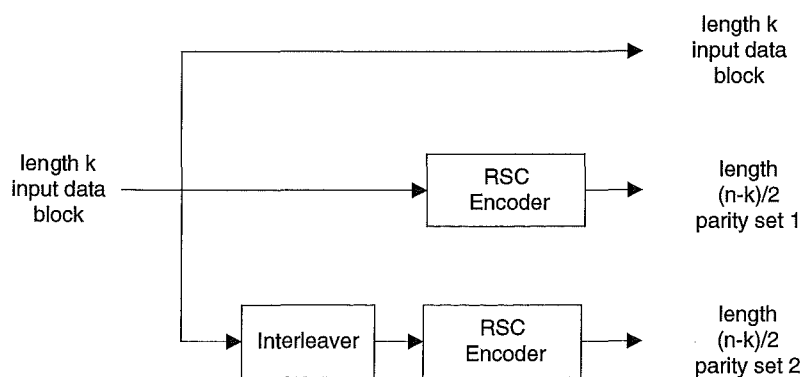 length k
input data
block
length k
input data
block
RSC
Encoder
length
(n-k)/2
parity set 1
Interleaver
RSC
Encoder
length
(n-k)/2
parity set 2